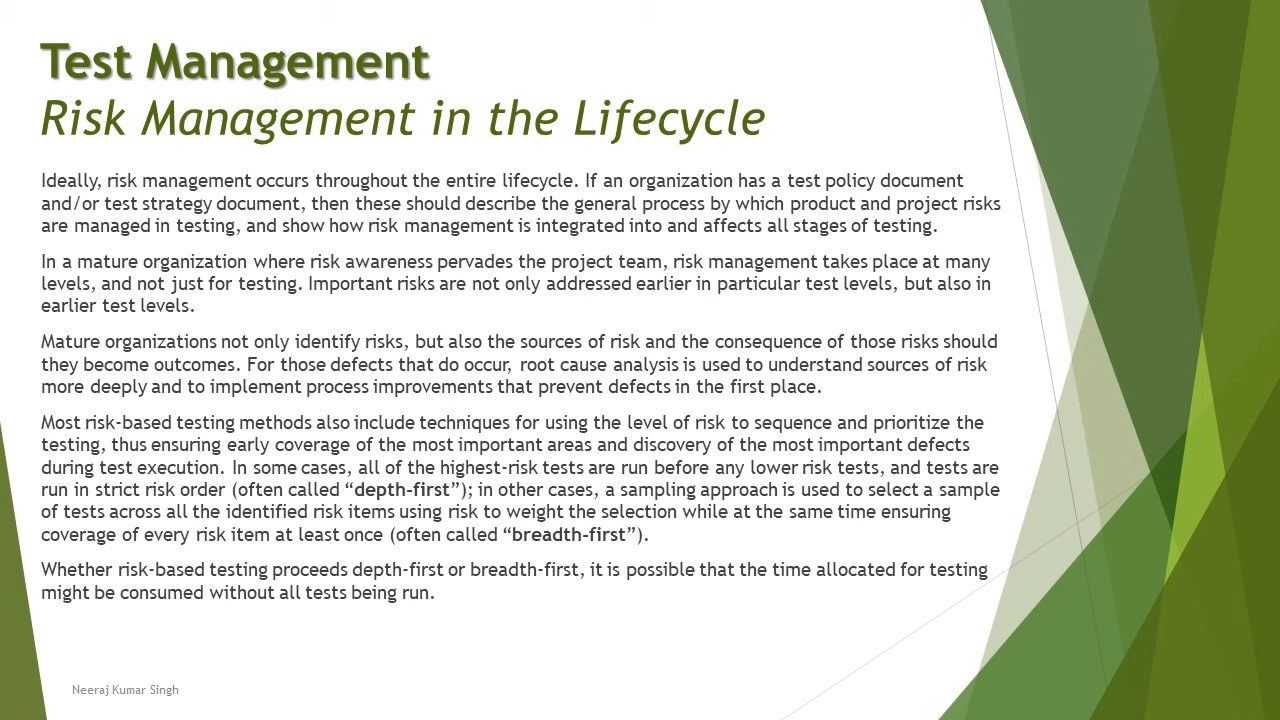 Test Management
Risk Management in the Lifecycle
Ideally, risk management occurs throughout the entire lifecycle. If an organization has a test policy document
and/or test strategy document, then these should describe the general process by which product and project risks
are managed in testing, and show how risk management is integrated into and affects all stages of testing.
In a mature organization where risk awareness pervades the project team, risk management takes place at many
levels, and not just for testing. Important risks are not only addressed earlier in particular test levels, but also in
earlier test levels.
Mature organizations not only identify risks, but also the sources of risk and the consequence of those risks should
they become outcomes. For those defects that do occur, root cause analysis is used to understand sources of risk
more deeply and to implement process improvements that prevent defects in the first place.
Most risk-based testing methods also include techniques for using the level of risk to sequence and prioritize the
testing, thus ensuring early coverage of the most important areas and discovery of the most important defects
during test execution. In some cases, all of the highest-risk tests are run before any lower risk tests, and tests are
run in strict risk order (often called “depth-first”); in other cases, a sampling approach is used to select a sample
of tests across all the identified risk items using risk to weight the selection while at the same time ensuring
coverage of every risk item at least once (often called “breadth-first”).
Whether risk-based testing proceeds depth-first or breadth-first, it is possible that the time allocated for testing
might be consumed without all tests being run.
Neeraj Kumar Singh